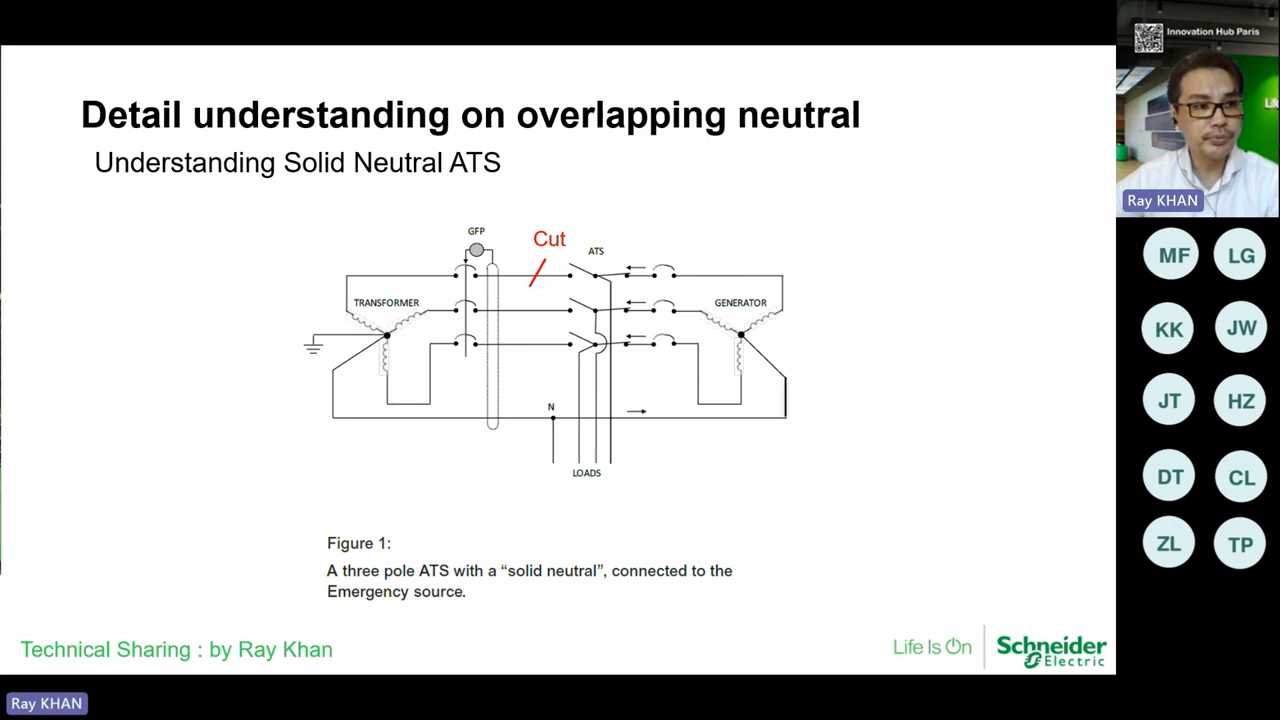 Innovation Hub Paris
Ray KHAN
Detail understanding on overlapping neutral
Understanding Solid Neutral ATS
GFP
Cut
ATS
TRANSFORMER
GENERATOR
N
LOADS
Figure 1:
A three pole ATS with a “solid neutral”, connected to the
Emergency source.
Technical Sharing : by Ray Khan
Life Is On
Schneider
Electric
MF
LG
KK
JW
JT
HZ
DT
CL
ZL
TP
Ray KHAN